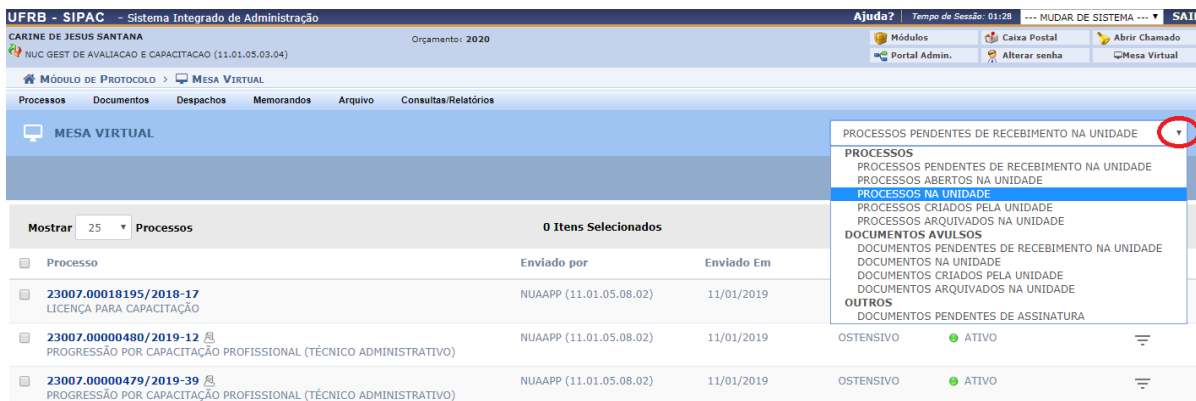 UFRB - SIPAC - Sistema Integrado de Administração Ajuda? Tempo de Sessão: 01:28 --- MUDAR DE SISTEMA --- SAI
CARINE DE JESUS SANTANA Orçamento: 2020 Módulos Caixa Postal Abrir Chamado
NUC GEST DE AVALIACAO E CAPACITACAO (11.01.05.03.04) Portal Admin. Alterar senha Mesa Virtual
MÓDULO DE PROTOCOLO > MESA VIRTUAL
Processos Documentos Despachos Memorandos Arquivo Consultas/Relatórios
MESA VIRTUAL PROCESSOS PENDENTES DE RECEBIMENTO NA UNIDADE
PROCESSOS
PROCESSOS PENDENTES DE RECEBIMENTO NA UNIDADE
PROCESSOS ABERTOS NA UNIDADE
PROCESSOS NA UNIDADE
PROCESSOS CRIADOS PELA UNIDADE
PROCESSOS ARQUIVADOS NA UNIDADE
DOCUMENTOS AVULSOS
DOCUMENTOS PENDENTES DE RECEBIMENTO NA UNIDADE
DOCUMENTOS NA UNIDADE
DOCUMENTOS CRIADOS PELA UNIDADE
DOCUMENTOS ARQUIVADOS NA UNIDADE
OUTROS
DOCUMENTOS PENDENTES DE ASSINATURA
Mostrar 25 Processos 0 Itens Selecionados
Processo Enviado por Enviado Em
23007.00018195/2018-17 NUAAPP (11.01.05.08.02) 11/01/2019
LICENÇA PARA CAPACITAÇÃO
23007.00000480/2019-12 NUAAPP (11.01.05.08.02) 11/01/2019 OSTENSIVO ATIVO
PROGRESSÃO POR CAPACITAÇÃO PROFISSIONAL (TÉCNICO ADMINISTRATIVO)
23007.00000479/2019-39 NUAAPP (11.01.05.08.02) 11/01/2019 OSTENSIVO ATIVO
PROGRESSÃO POR CAPACITAÇÃO PROFISSIONAL (TÉCNICO ADMINISTRATIVO)